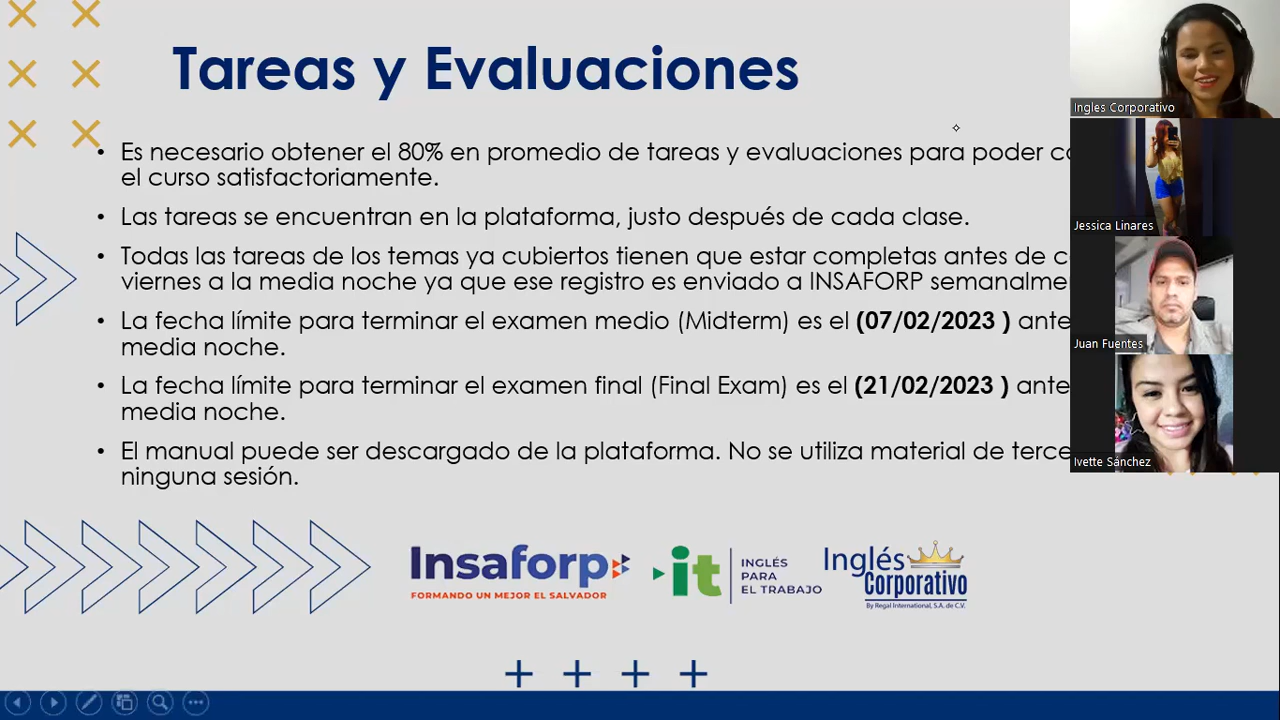 Tareas y Evaluaciones
• Es necesario obtener el 80% en promedio de tareas y evaluaciones para poder
el curso satisfactoriamente.
• Las tareas se encuentran en la plataforma, justo después de cada clase.
• Todas las tareas de los temas ya cubiertos tienen que estar completas antes de
viernes a la media noche ya que ese registro es enviado a INSAFORP
• La fecha límite para terminar el examen medio (Midterm) es el (07/02/2023 )
media noche.
• La fecha límite para terminar el examen final (Final Exam) es el (21/02/2023 )
media noche.
• El manual puede ser descargado de la plataforma. No se utiliza material de
ninguna sesión.
Insaforp
FORMANDO UN MEJOR EL SALVADOR
it
INGLÉS
PARA
EL TRABAJO
Inglés
Corporativo
By Regal International, S.A. de C.V.
Ingles Corporativo
Jessica Linares
Juan Fuentes
Ivette Sánchez